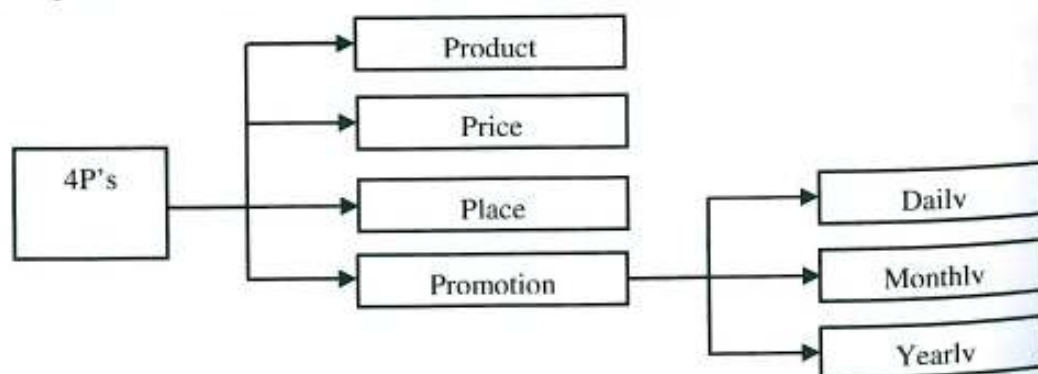 4P's
Product
Price
Place
Promotion
Daily
Monthly
Yearly